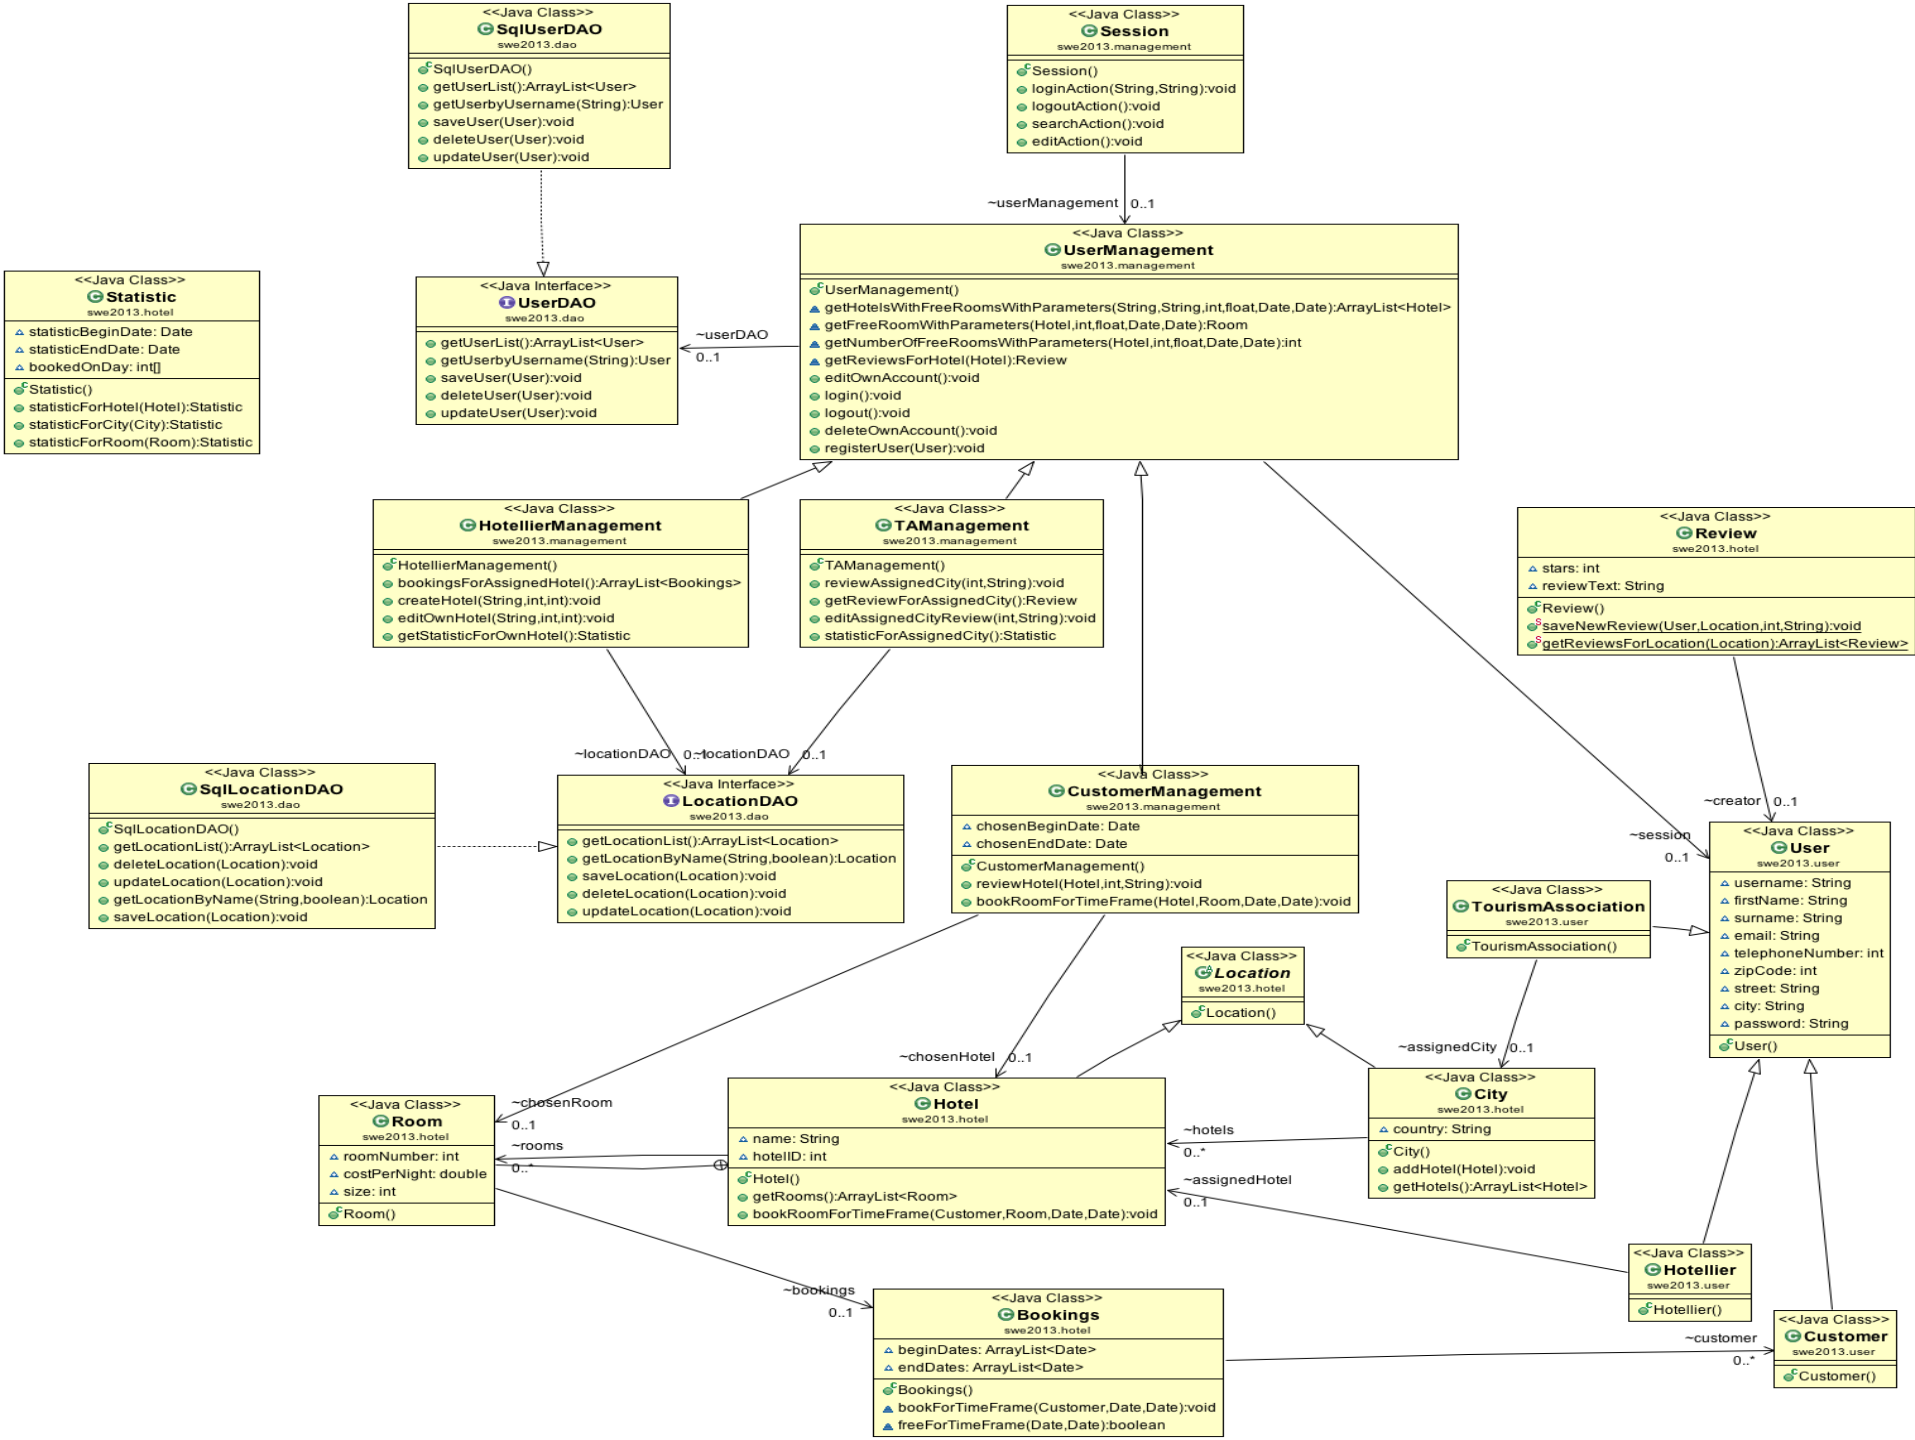 <<Java Class>>
SqlUserDAO
swe2013.dao
SqlUserDAO()
getUserList():ArrayList<User>
getUserbyUsername(String):User
saveUser(User):void
deleteUser(User):void
updateUser(User):void
<<Java Class>>
Session
swe2013.management
Session()
loginAction(String,String):void
logoutAction():void
searchAction():void
editAction():void
~userManagement 0..1
<<Java Class>>
UserManagement
swe2013.management
UserManagement()
getHotelsWithFreeRoomsWithParameters(String,String,int,float,Date,Date):ArrayList<Hotel>
getFreeRoomWithParameters(Hotel,int,float,Date,Date):Room
getNumberOfFreeRoomsWithParameters(Hotel,int,float,Date,Date):int
getReviewsForHotel(Hotel):Review
editOwnAccount():void
login():void
logout():void
deleteOwnAccount():void
registerUser(User):void
<<Java Class>>
Statistic
swe2013.hotel
statisticBeginDate: Date
statisticEndDate: Date
bookedOnDay: int[]
Statistic()
statisticForHotel(Hotel):Statistic
statisticForCity(City):Statistic
statisticForRoom(Room):Statistic
<<Java Interface>>
UserDAO
swe2013.dao
getUserList():ArrayList<User>
getUserbyUsername(String):User
saveUser(User):void
deleteUser(User):void
updateUser(User):void
~userDAO
0..1
<<Java Class>>
HotellierManagement
swe2013.management
HotellierManagement()
bookingsForAssignedHotel():ArrayList<Bookings>
createHotel(String,int,int):void
editOwnHotel(String,int,int):void
getStatisticForOwnHotel():Statistic
<<Java Class>>
TAManagement
swe2013.management
TAManagement()
reviewAssignedCity(int,String):void
getReviewForAssignedCity():Review
editAssignedCityReview(int,String):void
statisticForAssignedCity():Statistic
<<Java Class>>
Review
swe2013.hotel
stars: int
reviewText: String
Review()
saveNewReview(User,Location,int,String):void
getReviewsForLocation(Location):ArrayList<Review>
~locationDAO 0..1
~locationDAO 0..1
<<Java Class>>
SqlLocationDAO
swe2013.dao
SqlLocationDAO()
getLocationList():ArrayList<Location>
deleteLocation(Location):void
updateLocation(Location):void
getLocationByName(String,boolean):Location
saveLocation(Location):void
<<Java Interface>>
LocationDAO
swe2013.dao
getLocationList():ArrayList<Location>
getLocationByName(String,boolean):Location
saveLocation(Location):void
deleteLocation(Location):void
updateLocation(Location):void
<<Java Class>>
CustomerManagement
swe2013.management
chosenBeginDate: Date
chosenEndDate: Date
CustomerManagement()
reviewHotel(Hotel,int,String):void
bookRoomForTimeFrame(Hotel,Room,Date,Date):void
~creator 0..1
~session
0..1
<<Java Class>>
User
swe2013.user
username: String
firstName: String
surname: String
email: String
telephoneNumber: int
zipCode: int
street: String
city: String
password: String
User()
<<Java Class>>
TourismAssociation
swe2013.user
TourismAssociation()
<<Java Class>>
Location
swe2013.hotel
Location()
~chosenHotel 0..1
~assignedCity 0..1
<<Java Class>>
Room
swe2013.hotel
roomNumber: int
costPerNight: double
size: int
Room()
~chosenRoom
0..1
~rooms
0..*
<<Java Class>>
Hotel
swe2013.hotel
name: String
hotelID: int
Hotel()
getRooms():ArrayList<Room>
bookRoomForTimeFrame(Customer,Room,Date,Date):void
~hotels
0..*
~assignedHotel
0..1
<<Java Class>>
City
swe2013.hotel
country: String
City()
addHotel(Hotel):void
getHotels():ArrayList<Hotel>
<<Java Class>>
Hotellier
swe2013.user
Hotellier()
~bookings
0..1
<<Java Class>>
Bookings
swe2013.hotel
beginDates: ArrayList<Date>
endDates: ArrayList<Date>
Bookings()
bookForTimeFrame(Customer,Date,Date):void
freeForTimeFrame(Date,Date):boolean
~customer
0..*
<<Java Class>>
Customer
swe2013.user
Customer()